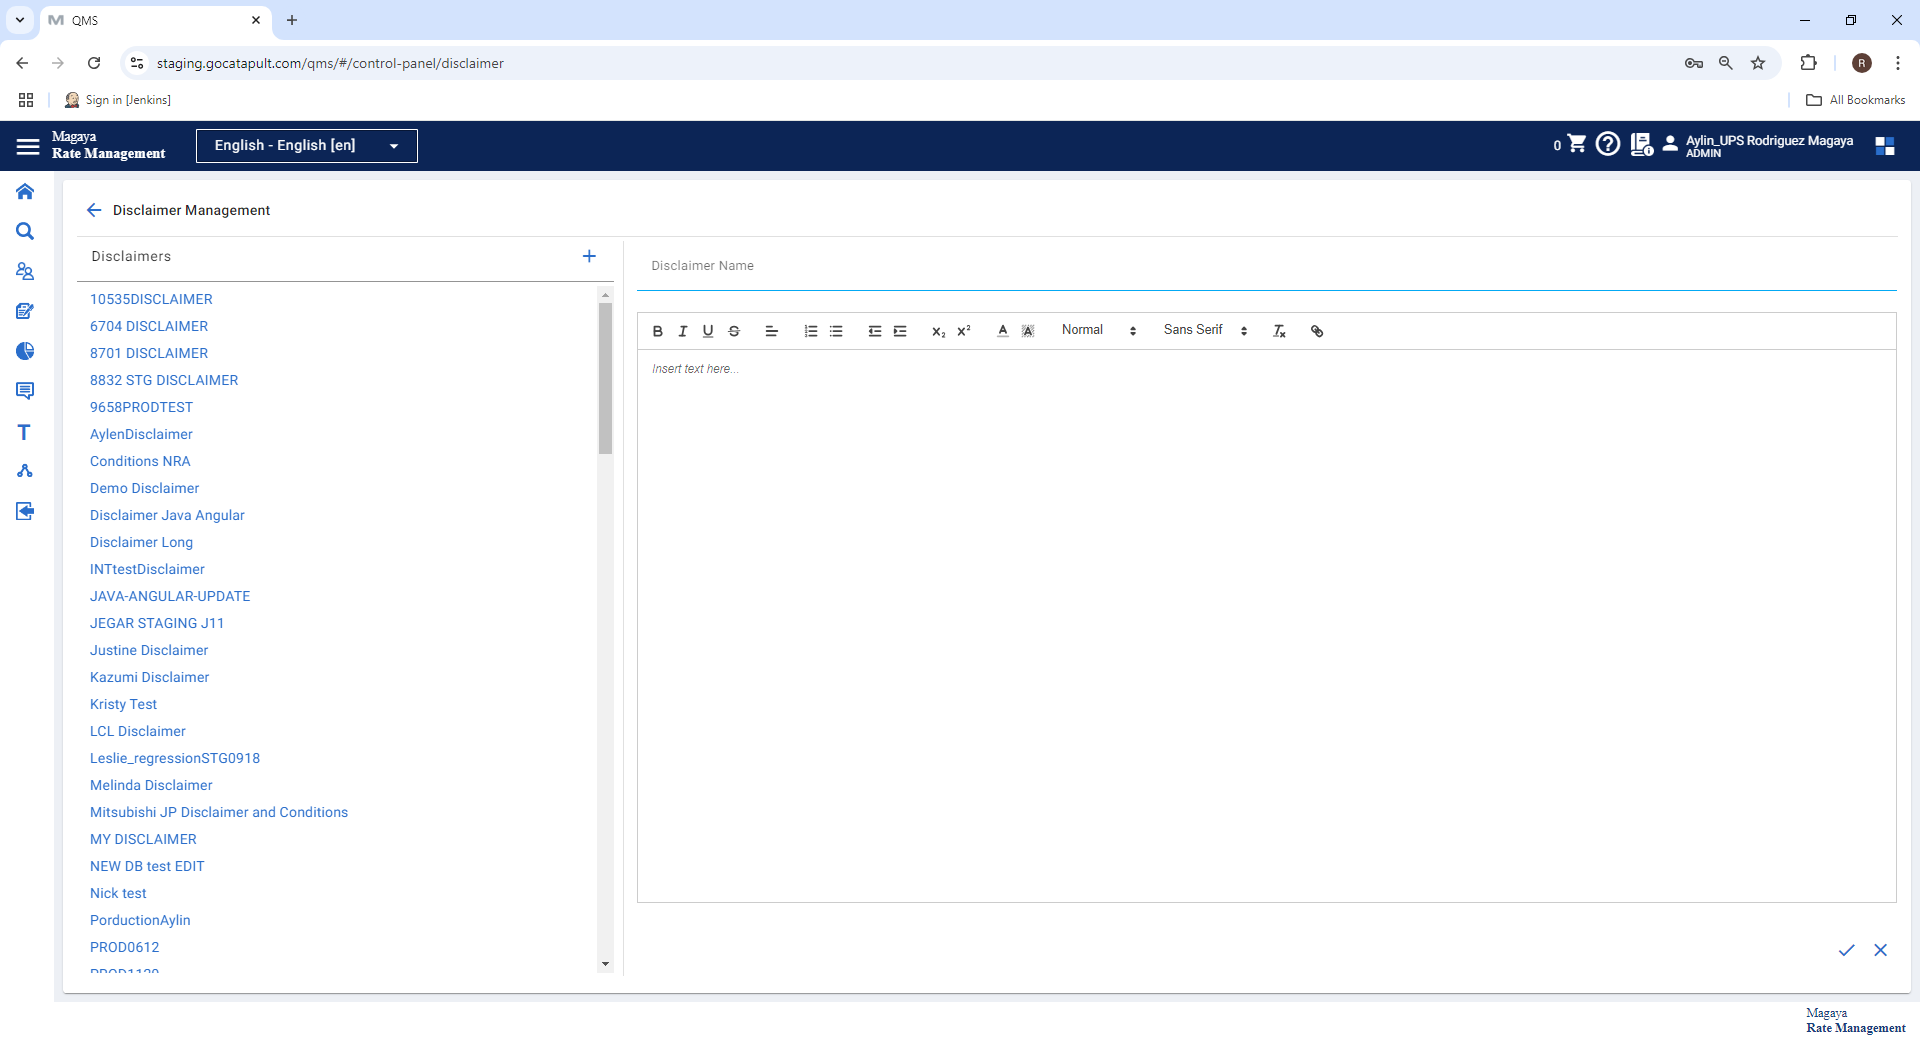 QMS
staging.gocatapult.com/qms/#/control-panel/disclaimer
R
Sign in [Jenkins]
All Bookmarks
Magaya
Rate Management
English - English [en]
0
Aylin_UPS Rodriguez Magaya
ADMIN
Disclaimer Management
Disclaimers
Disclaimer Name
10535DISCLAIMER
6704 DISCLAIMER
8701 DISCLAIMER
8832 STG DISCLAIMER
9658PRODTEST
AylenDisclaimer
Conditions NRA
Demo Disclaimer
Disclaimer Java Angular
Disclaimer Long
INTtestDisclaimer
JAVA-ANGULAR-UPDATE
JEGAR STAGING J11
Justine Disclaimer
Kazumi Disclaimer
Kristy Test
LCL Disclaimer
Leslie_regressionSTG0918
Melinda Disclaimer
Mitsubishi JP Disclaimer and Conditions
MY DISCLAIMER
NEW DB test EDIT
Nick test
PorductionAylin
PROD0612
Normal
Sans Serif
Insert text here...
Magaya
Rate Management